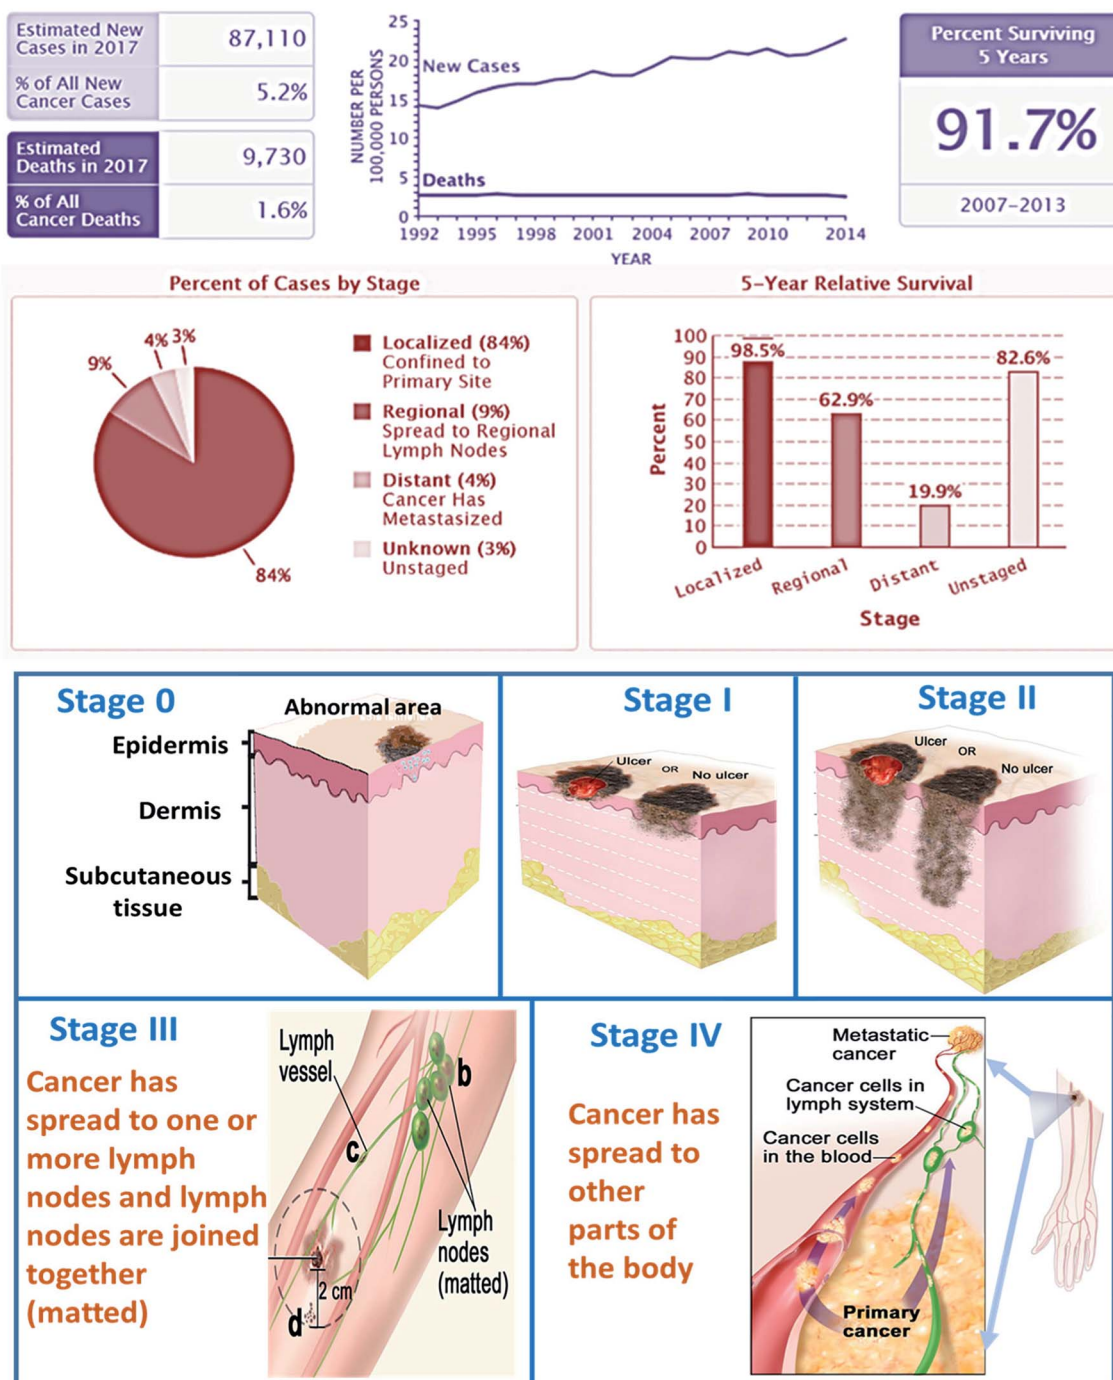 Estimated New
Cases in 2017
87,110
% of All New
Cancer Cases
5.2%
Estimated
Deaths in 2017
9,730
% of All
Cancer Deaths
1.6%
NUMBER PER
100,000 PERSONS
25
20
15
10
5
0
New Cases
Deaths
1992 1995 1998 2001 2004 2007 2010 2014
YEAR
Percent Surviving
5 Years
91.7%
2007-2013
Percent of Cases by Stage
9%
4%
3%
84%
Localized (84%)
Confined to
Primary Site
Regional (9%)
Spread to Regional
Lymph Nodes
Distant (4%)
Cancer Has
Metastasized
Unknown (3%)
Unstaged
5-Year Relative Survival
Percent
100
90
80
70
60
50
40
30
20
10
0
98.5%
62.9%
19.9%
82.6%
Localized
Regional
Distant
Unstaged
Stage
Stage 0
Abnormal area
Epidermis
Dermis
Subcutaneous
tissue
Stage I
Ulcer
OR
No ulcer
Stage II
Ulcer
OR
No ulcer
Stage III
Cancer has
spread to one or
more lymph
nodes and lymph
nodes are joined
together
(matted)
Lymph
vessel
b
c
Lymph
nodes
(matted)
2 cm
d
Stage IV
Cancer has
spread to
other
parts of
the body
Metastatic
cancer
Cancer cells in
lymph system
Cancer cells
in the blood
Primary
cancer